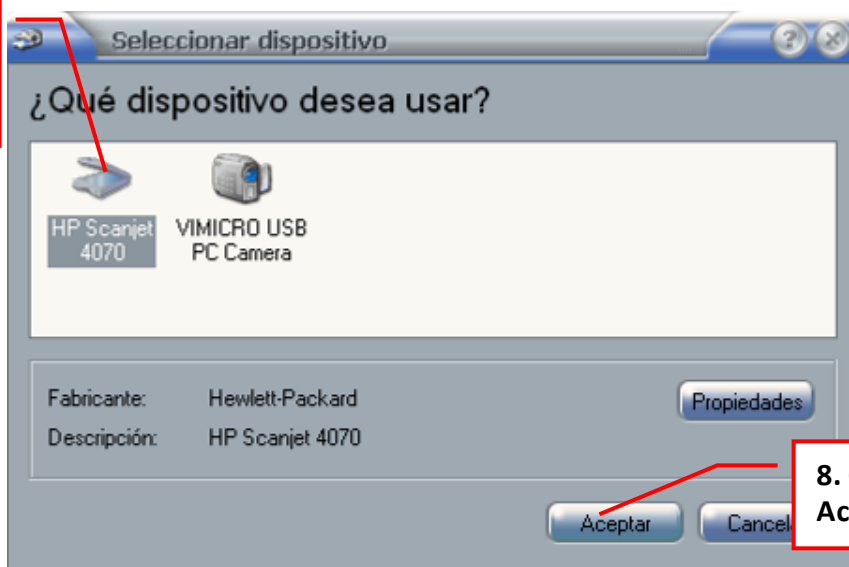 Seleccionar dispositivo
¿Qué dispositivo desea usar?
HP Scanjet
4070
VIMICRO USB
PC Camera
Fabricante: Hewlett-Packard
Propiedades
Descripción: HP Scanjet 4070
8.
Aceptar